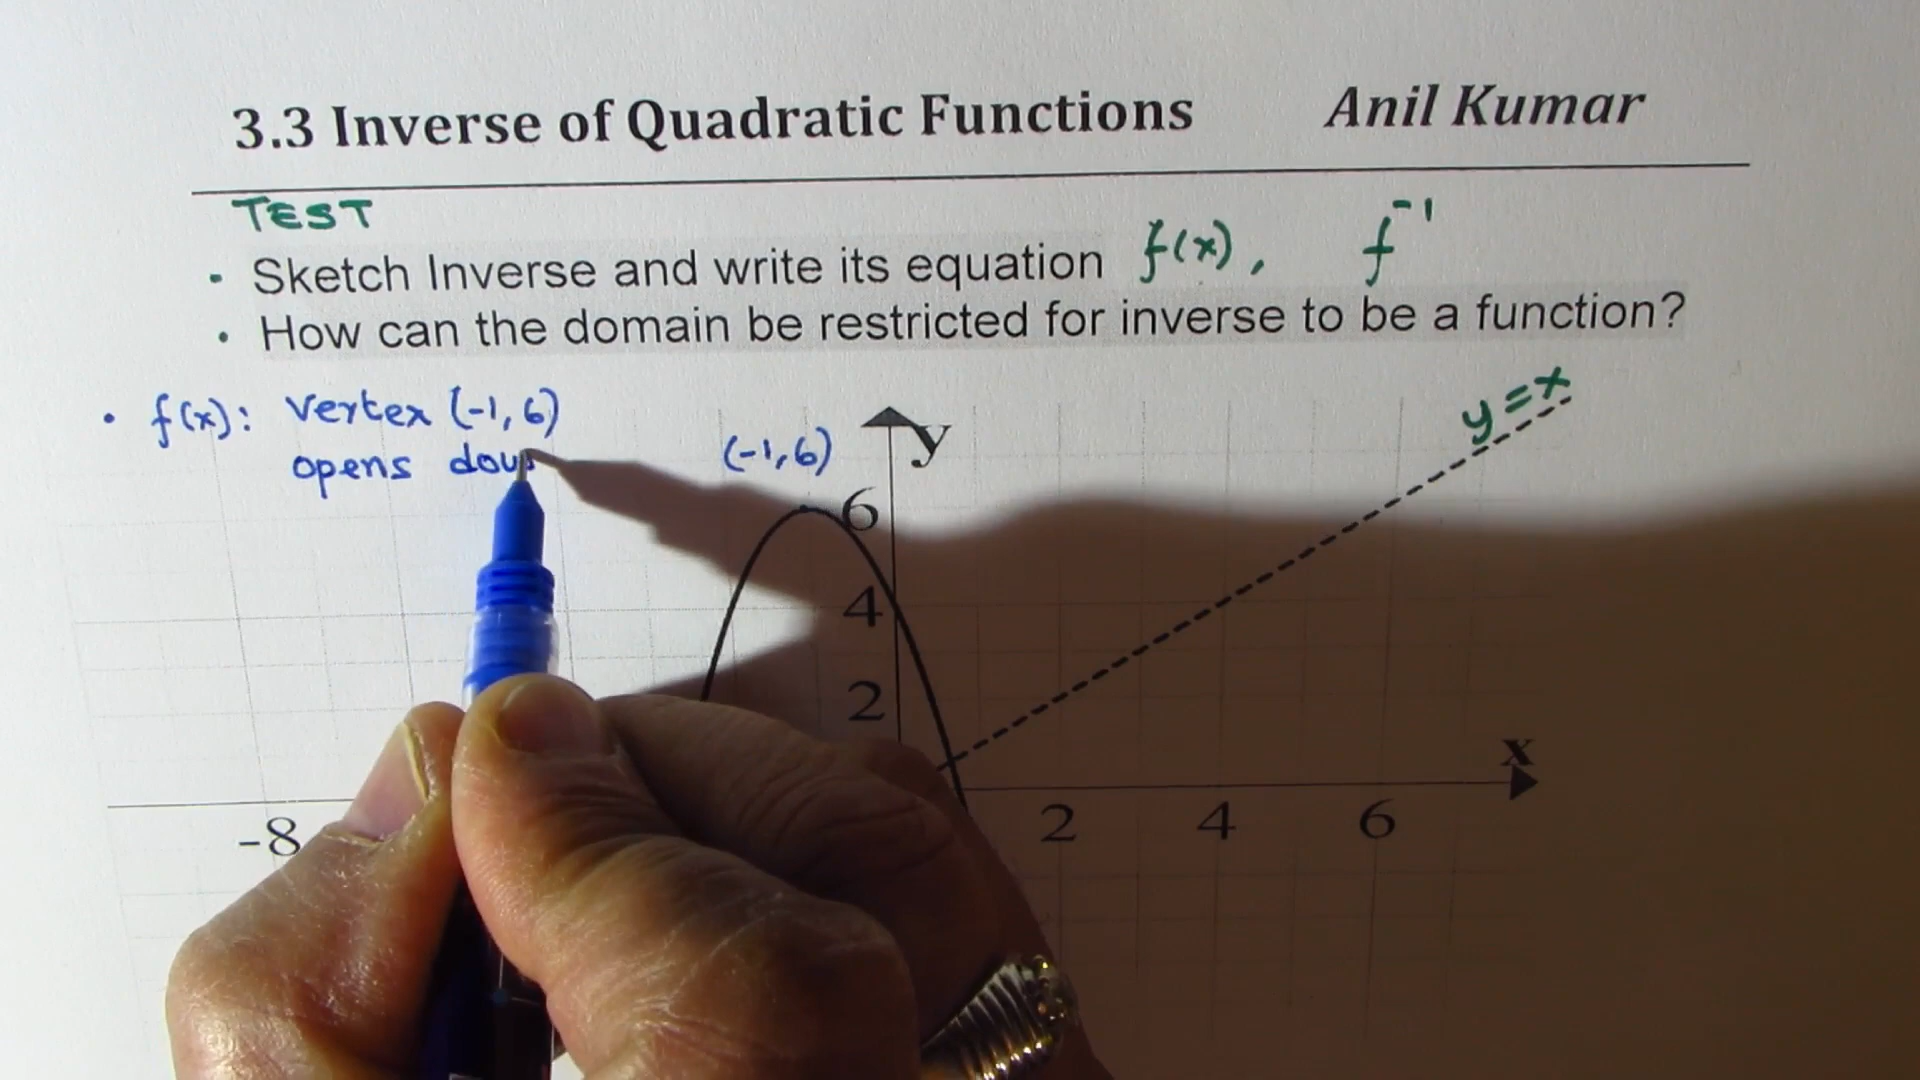 3.3 Inverse of Quadratic Functions Anil Kumar
TEST
• Sketch Inverse and write its equation f(x), f⁻¹
• How can the domain be restricted for inverse to be a function?
• f(x): Vertex (-1, 6)
opens
(-1, 6)
y
y = x
6
4
2
x
-8
2 4 6